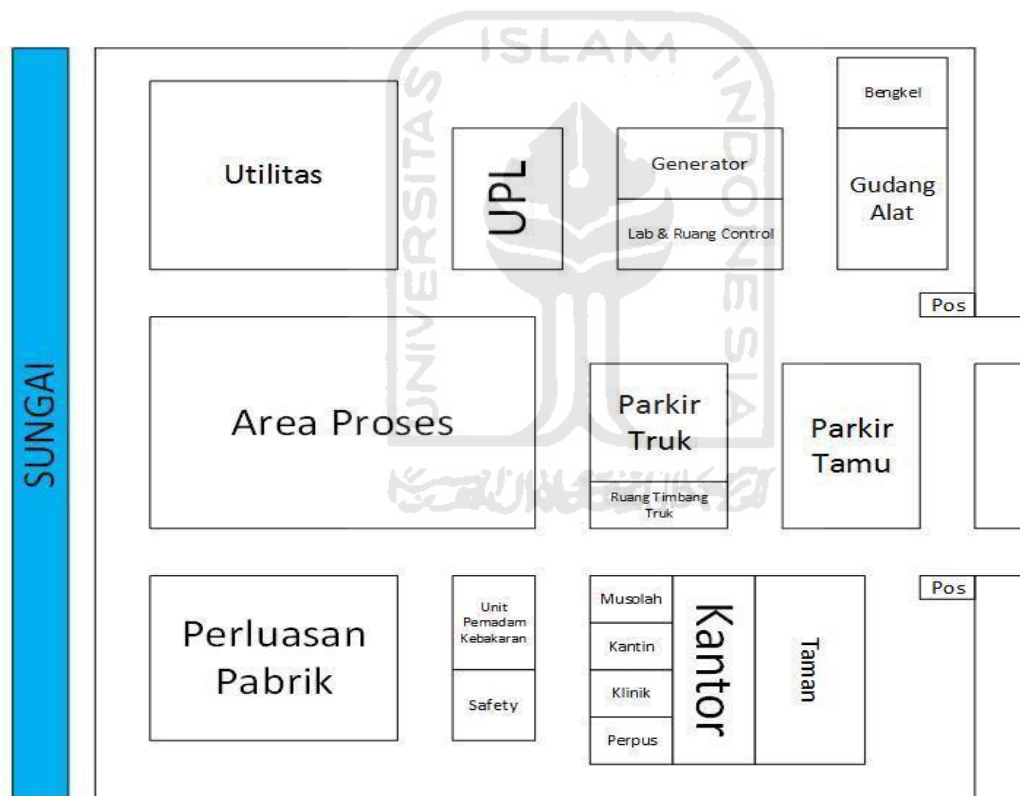 UNIVERSITAS
ISLAM
INDONESIA
SUNGAI
Utilitas
UPL
Generator
Lab & Ruang Control
Bengkel
Gudang
Alat
Pos
Area Proses
Parkir
Truk
Ruang Timbang
Truk
Parkir
Tamu
Perluasan
Pabrik
Unit
Pemadam
Kebakaran
Safety
Musolah
Kantin
Klinik
Perpus
Kantor
Taman
Pos